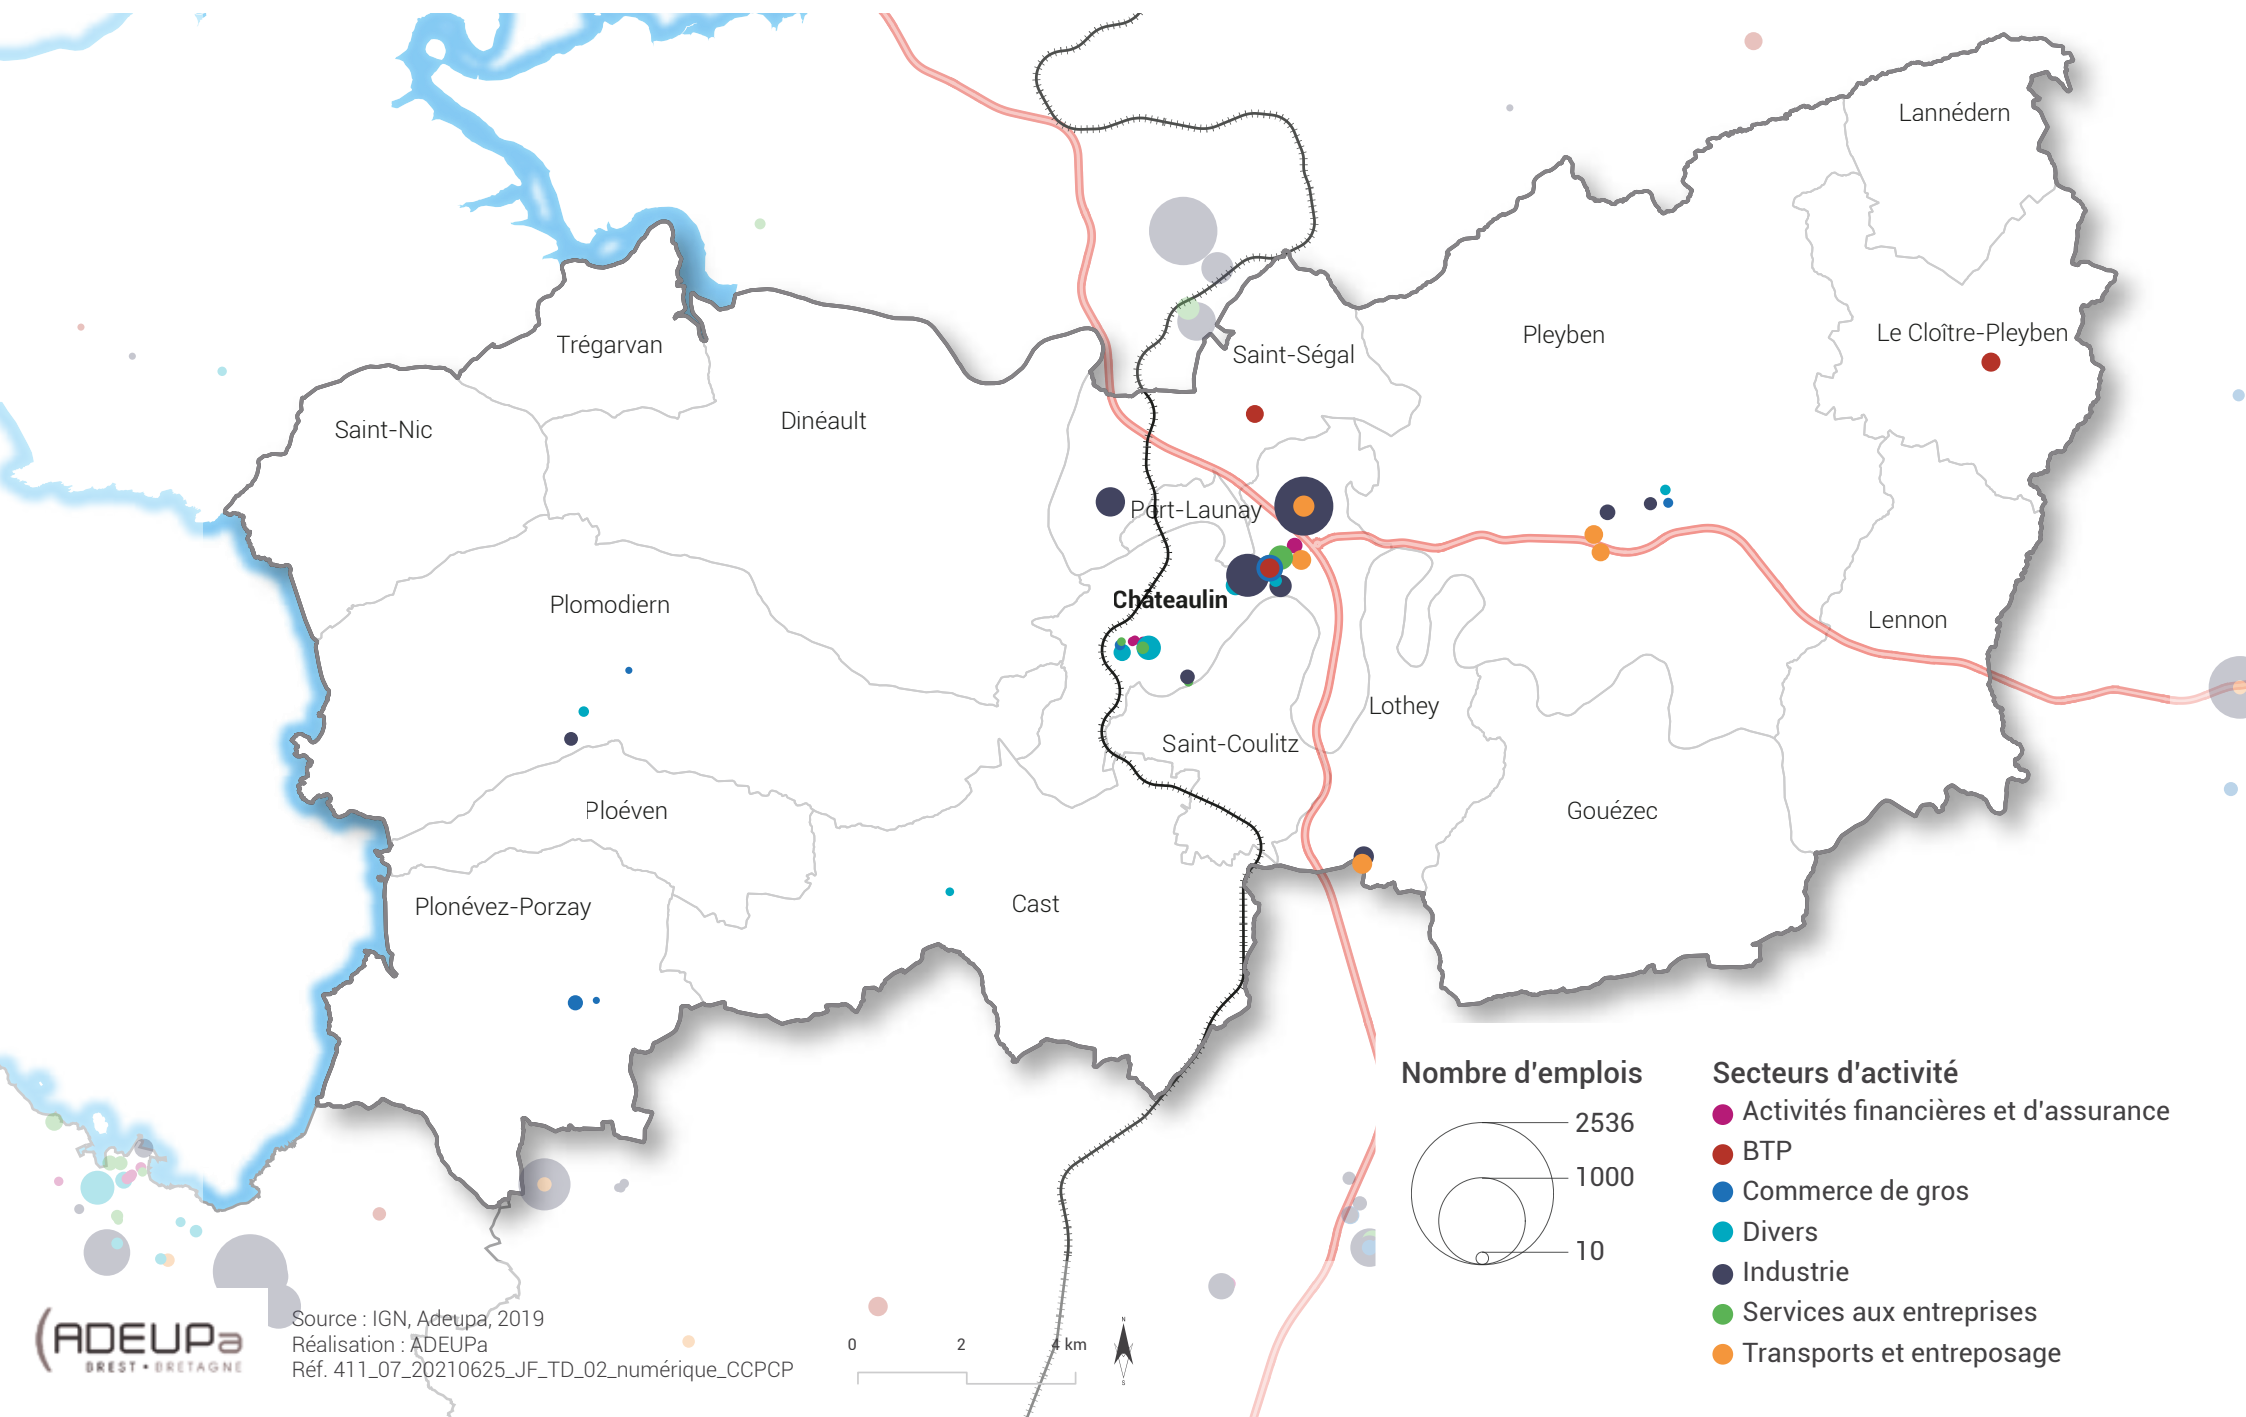 Lannédern
Trégarvan
Saint-Ségal
Pleyben
Le Cloître-Pleyben
Saint-Nic
Dinéault
Port-Launay
Châteaulin
Plomodiern
Lennon
Lothey
Saint-Coulitz
Ploéven
Gouézec
Plonévez-Porzay
Cast
Nombre d'emplois
2536
1000
10
Secteurs d'activité
Activités financières et d'assurance
BTP
Commerce de gros
Divers
Industrie
Services aux entreprises
Transports et entreposage
ADEUPa
BREST • BRETAGNE
Source : IGN, Adeupa, 2019
Réalisation : ADEUPa
Réf. 411_07_20210625_JF_TD_02_numérique_CCPCP
0 2 4 km
N
S